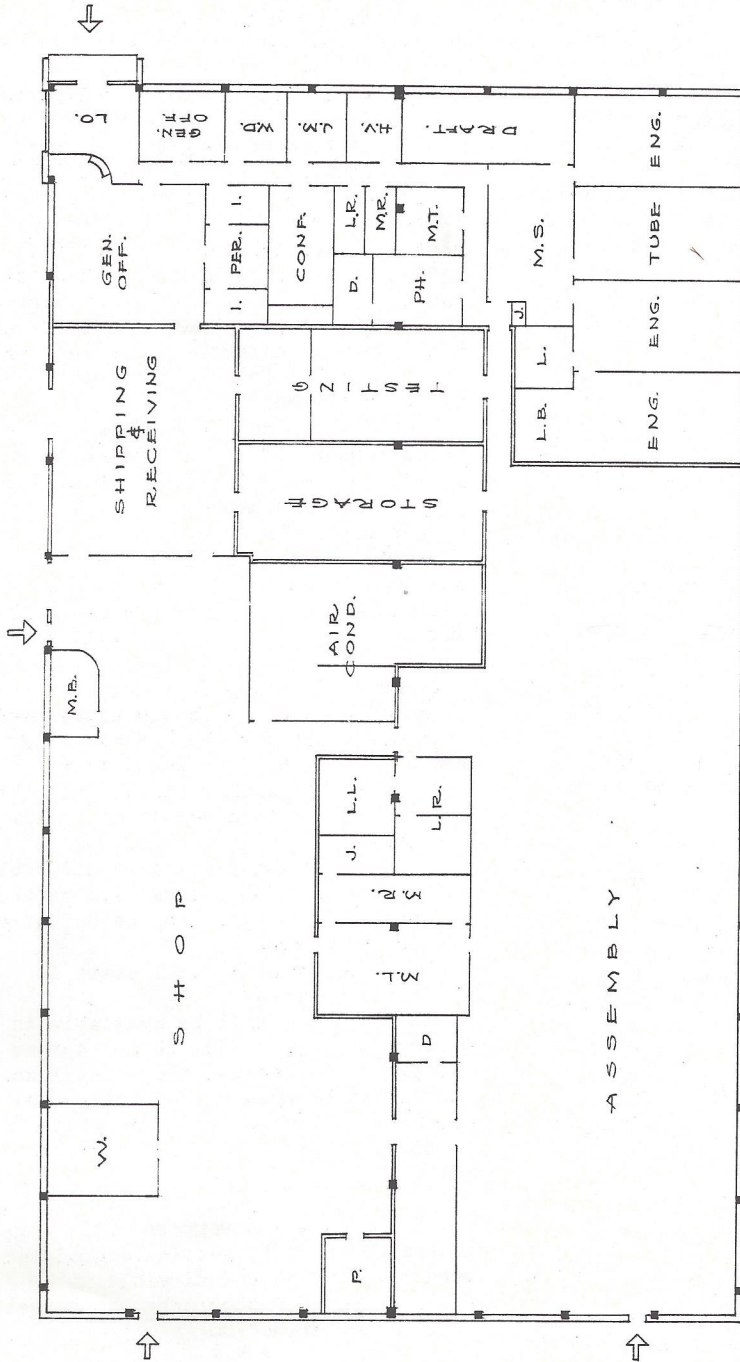 LO.
GEN.
OFF.
W.D.
J.M.
H.V.
DRAFT.
ENG.
GEN.
OFF.
I.
PER.
I.
CONF.
L.R.
M.R.
D.
PH.
M.T.
M.S.
TUBE
J.
L.
L.B.
ENG.
ENG.
SHIPPING
&
RECEIVING
TESTING
STORAGE
AIR
COND.
M.B.
SHOP
L.L.
J.
L.R.
M.R.
M.L.
D
W.
P.
ASSEMBLY